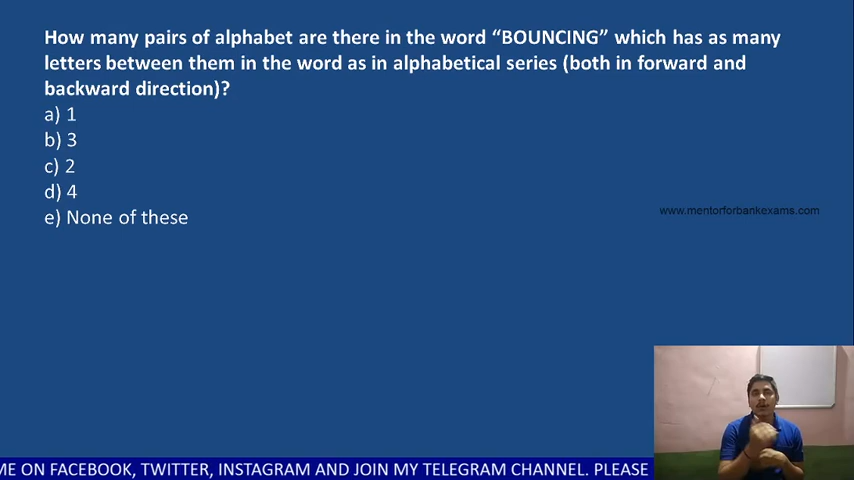 How many pairs of alphabet are there in the word “BOUNCING” which has as many
letters between them in the word as in alphabetical series (both in forward and
backward direction)?
a) 1
b) 3
c) 2
d) 4
e) None of these
www.mentorforbankexams.com
ME ON FACEBOOK, TWITTER, INSTAGRAM AND JOIN MY TELEGRAM CHANNEL. PLEASE